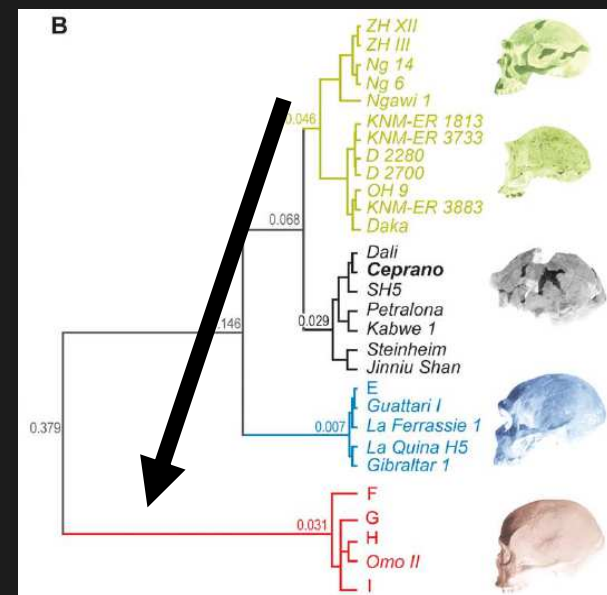 B
ZH XII
ZH III
Ng 14
Ng 6
Ngawi 1
.046
KNM-ER 1813
KNM-ER 3733
D 2280
D 2700
OH 9
KNM-ER 3883
Daka
0.068
Dali
Ceprano
SH5
Petralona
0.029
Kabwe 1
Steinheim
Jinniu Shan
.146
E
Guattari I
0.007
La Ferrassie 1
La Quina H5
Gibraltar 1
0.379
F
0.031
G
H
Omo II
I